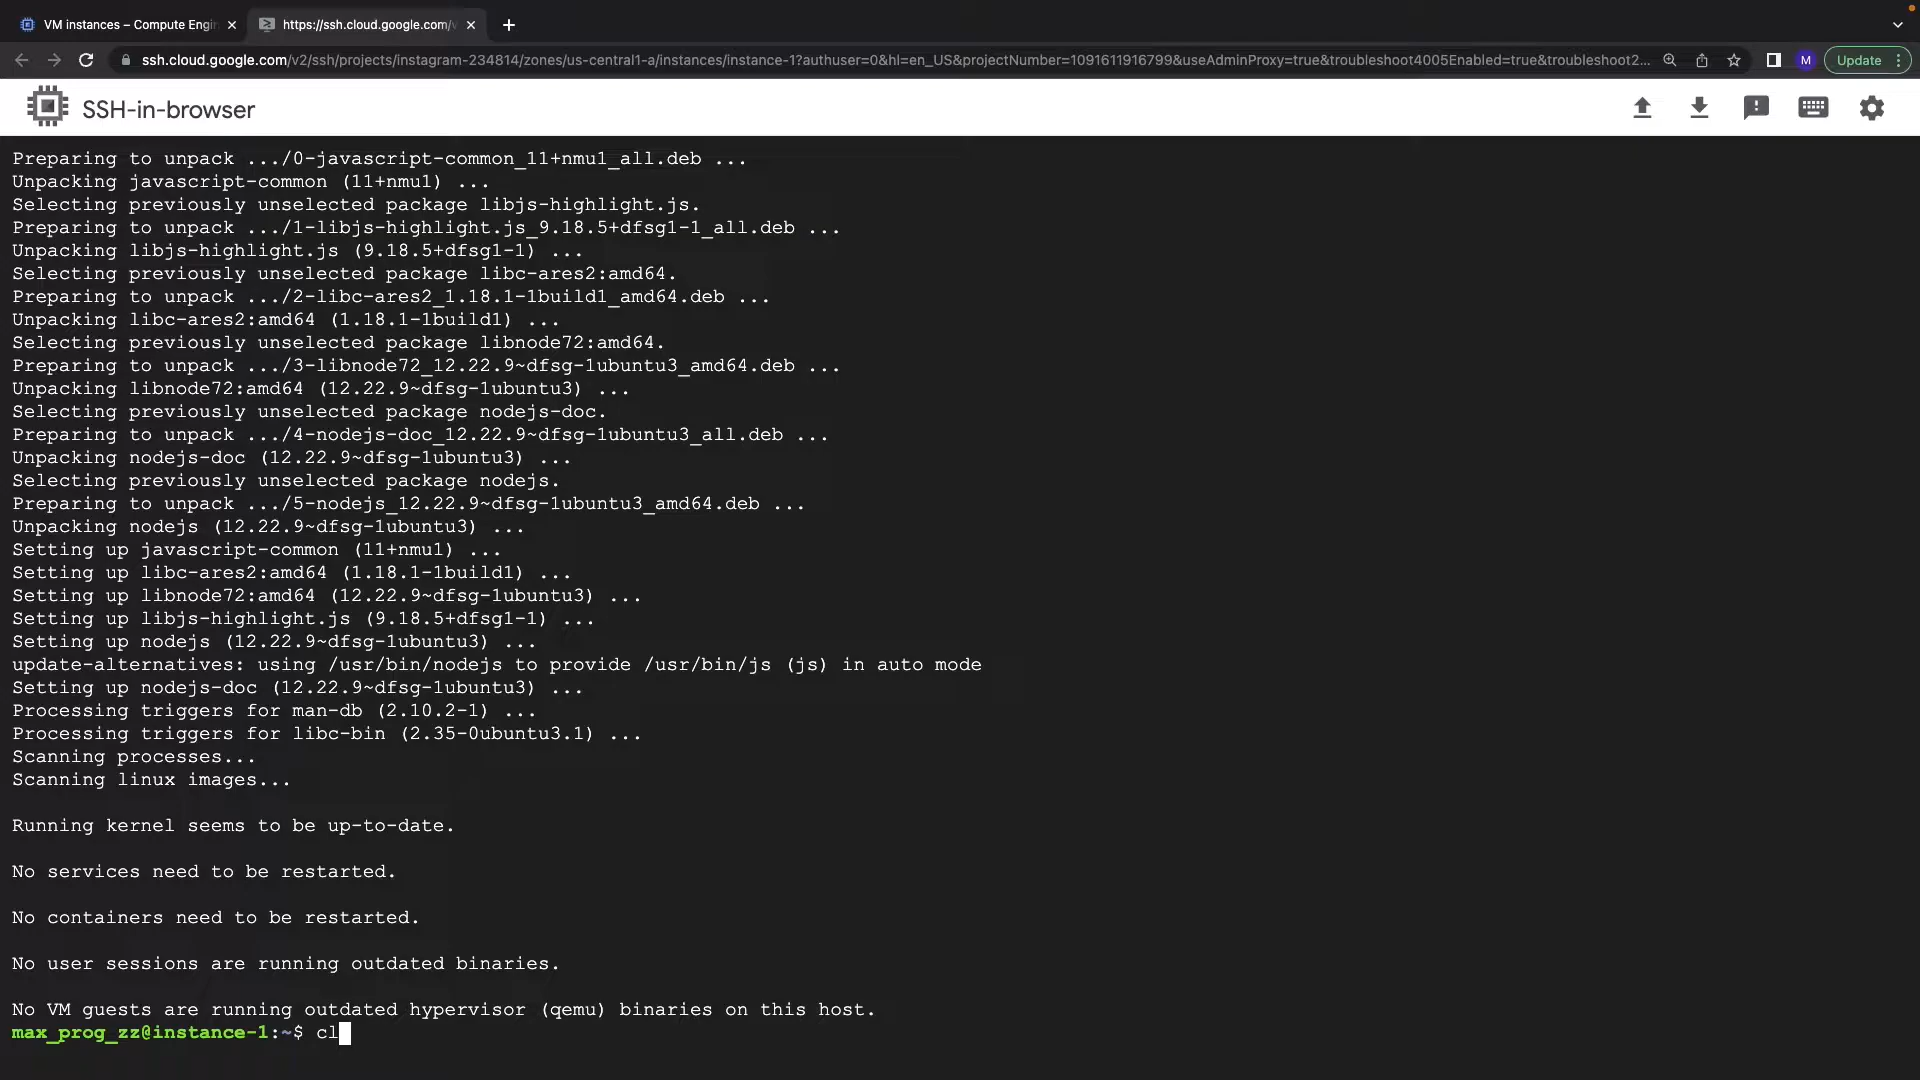 VM instances – Compute Engin
https://ssh.cloud.google.com/v
ssh.cloud.google.com/v2/ssh/projects/instagram-234814/zones/us-central1-a/instances/instance-1?authuser=0&hl=en_US&projectNumber=1091611916799&useAdminProxy=true&troubleshoot4005Enabled=true&troubleshoot2...
M
Update
SSH-in-browser
Preparing to unpack .../0-javascript-common_11+nmu1_all.deb ...
Unpacking javascript-common (11+nmu1) ...
Selecting previously unselected package libjs-highlight.js.
Preparing to unpack .../1-libjs-highlight.js_9.18.5+dfsg1-1_all.deb ...
Unpacking libjs-highlight.js (9.18.5+dfsg1-1) ...
Selecting previously unselected package libc-ares2:amd64.
Preparing to unpack .../2-libc-ares2_1.18.1-1build1_amd64.deb ...
Unpacking libc-ares2:amd64 (1.18.1-1build1) ...
Selecting previously unselected package libnode72:amd64.
Preparing to unpack .../3-libnode72_12.22.9~dfsg-1ubuntu3_amd64.deb ...
Unpacking libnode72:amd64 (12.22.9~dfsg-1ubuntu3) ...
Selecting previously unselected package nodejs-doc.
Preparing to unpack .../4-nodejs-doc_12.22.9~dfsg-1ubuntu3_all.deb ...
Unpacking nodejs-doc (12.22.9~dfsg-1ubuntu3) ...
Selecting previously unselected package nodejs.
Preparing to unpack .../5-nodejs_12.22.9~dfsg-1ubuntu3_amd64.deb ...
Unpacking nodejs (12.22.9~dfsg-1ubuntu3) ...
Setting up javascript-common (11+nmu1) ...
Setting up libc-ares2:amd64 (1.18.1-1build1) ...
Setting up libnode72:amd64 (12.22.9~dfsg-1ubuntu3) ...
Setting up libjs-highlight.js (9.18.5+dfsg1-1) ...
Setting up nodejs (12.22.9~dfsg-1ubuntu3) ...
update-alternatives: using /usr/bin/nodejs to provide /usr/bin/js (js) in auto mode
Setting up nodejs-doc (12.22.9~dfsg-1ubuntu3) ...
Processing triggers for man-db (2.10.2-1) ...
Processing triggers for libc-bin (2.35-0ubuntu3.1) ...
Scanning processes...
Scanning linux images...
Running kernel seems to be up-to-date.
No services need to be restarted.
No containers need to be restarted.
No user sessions are running outdated binaries.
No VM guests are running outdated hypervisor (qemu) binaries on this host.
max_prog_zz@instance-1:~$ cl